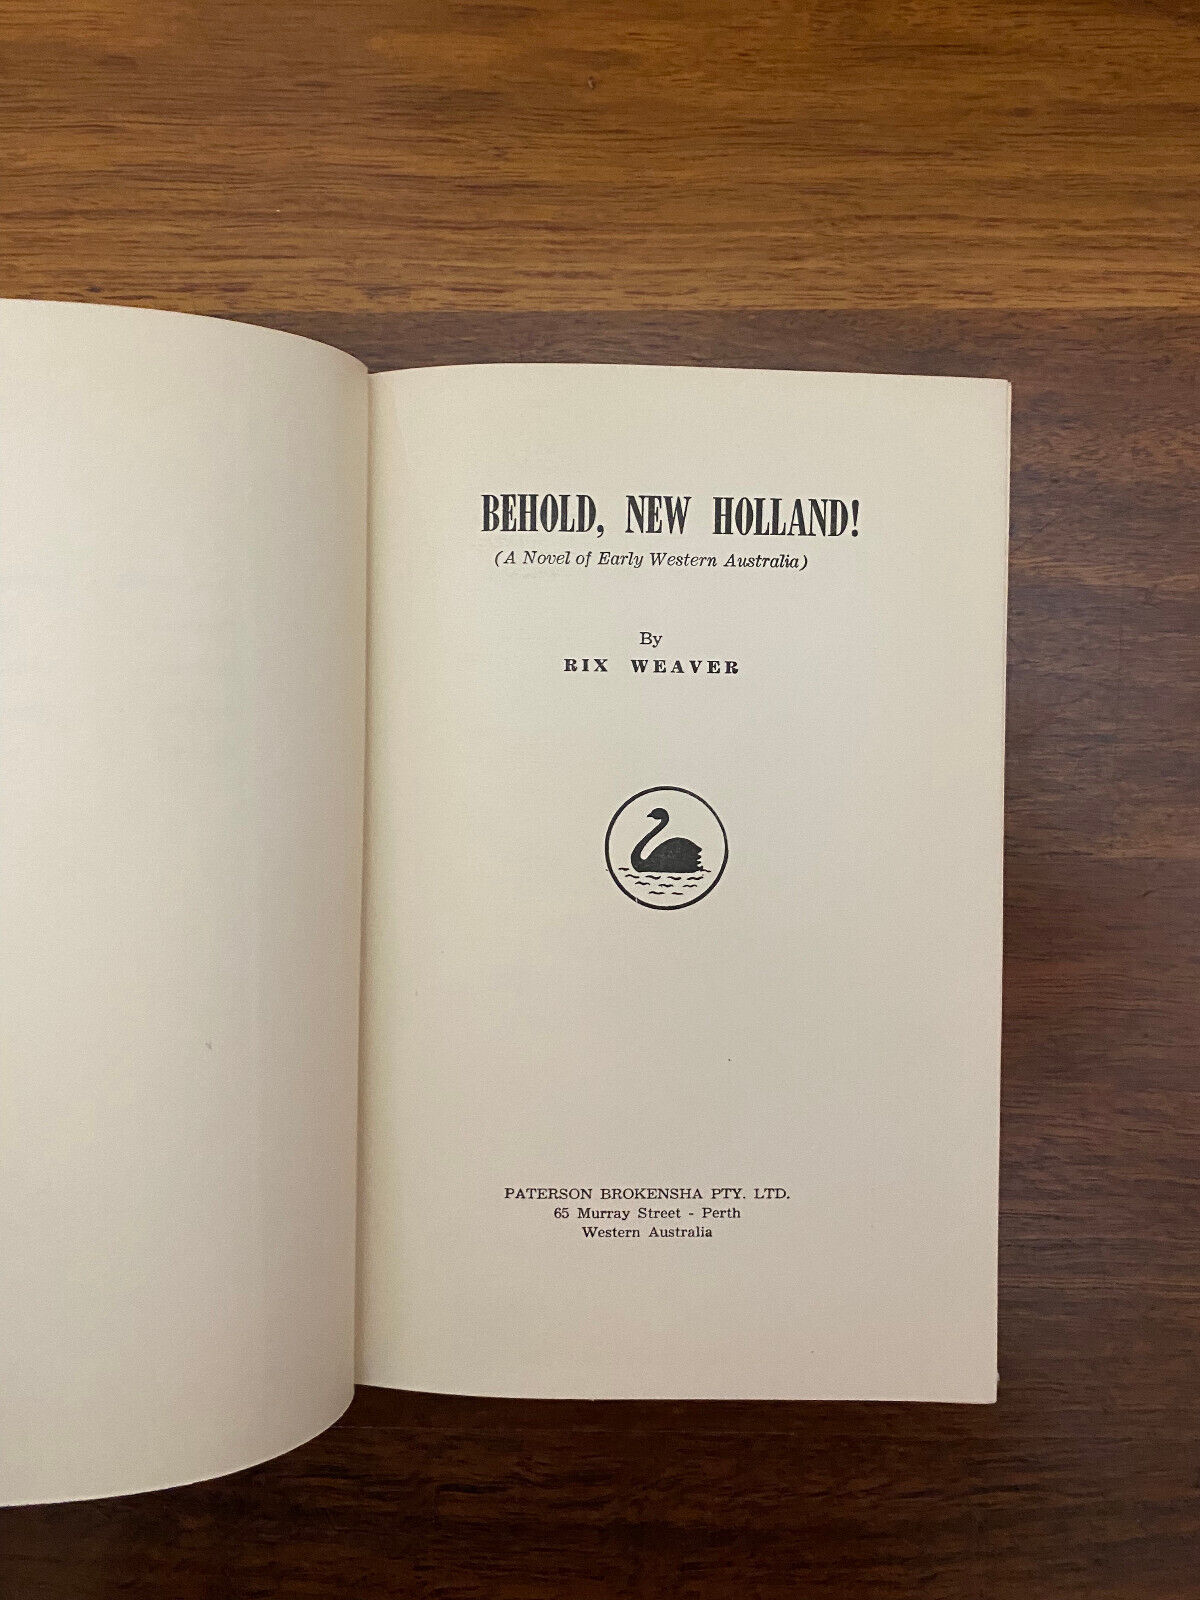 BEHOLD, NEW HOLLAND!
(A Novel of Early Western Australia)
By
RIX WEAVER
PATERSON BROKENSHA PTY. LTD.
65 Murray Street - Perth
Western Australia